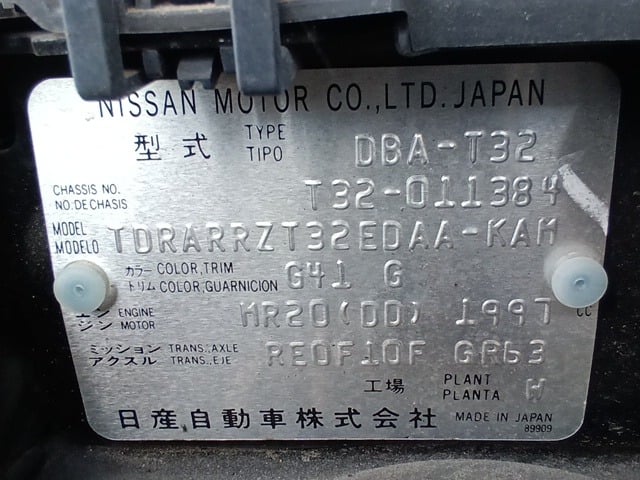 NISSAN MOTOR CO.,LTD. JAPAN
型式 TYPE TIPO DBA-T32
CHASSIS NO. NO. DE CHASIS T32-011384
MODEL MODELO TDRARRZT32EDAA-KAM
カラー COLOR,TRIM トリム COLOR,GUARNICION G41 G
ENGINE ジン MOTOR MR20(DD) 1997 CC
ミッション TRANS.,AXLE アクスル TRANS.,EJE RE0F10F GR63
工場 PLANT PLANTA W
日産自動車株式会社 MADE IN JAPAN
89909